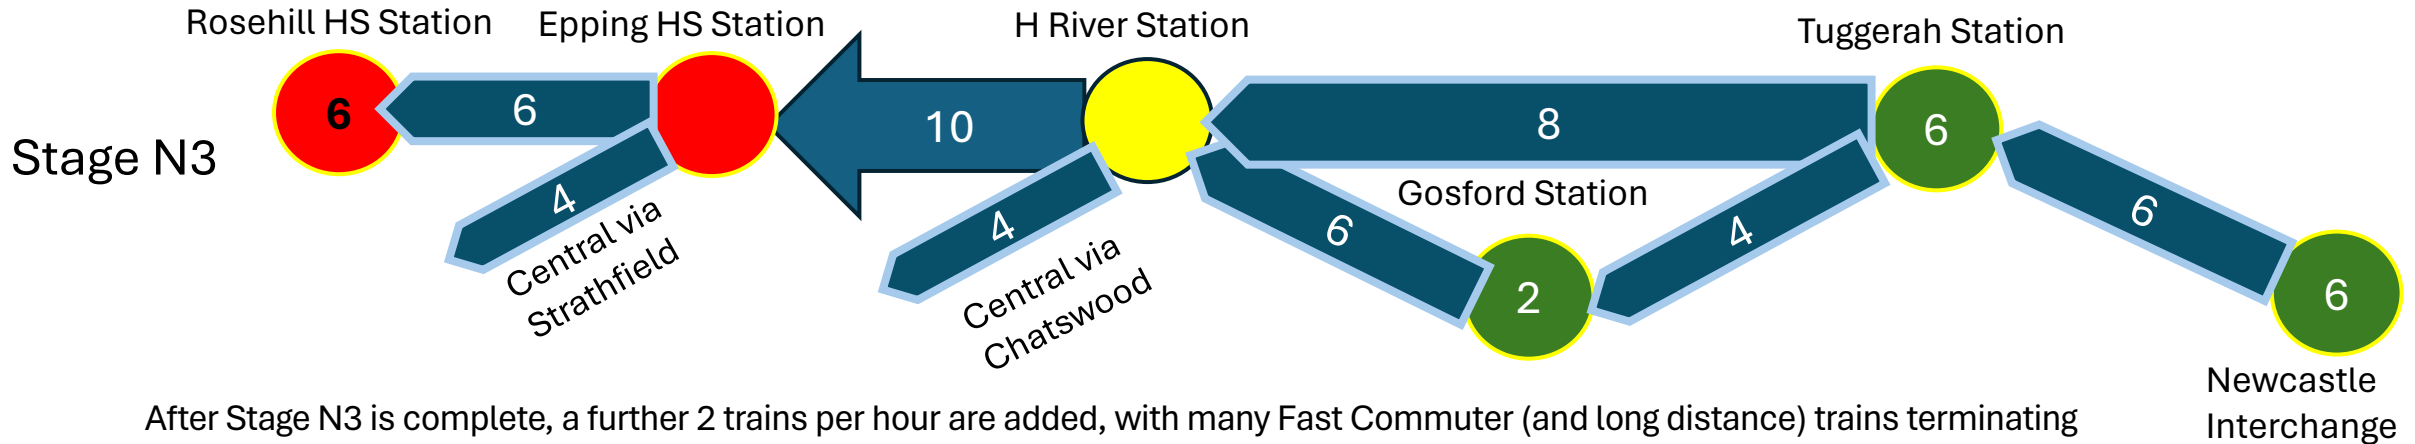 Rosehill HS Station
Epping HS Station
H River Station
Tuggerah Station
Stage N3
6
6
10
8
6
4
Central via
Strathfield
4
Central via
Chatswood
6
Gosford Station
2
4
6
6
Newcastle
Interchange
After Stage N3 is complete, a further 2 trains per hour are added, with many Fast Commuter (and long distance) trains terminating